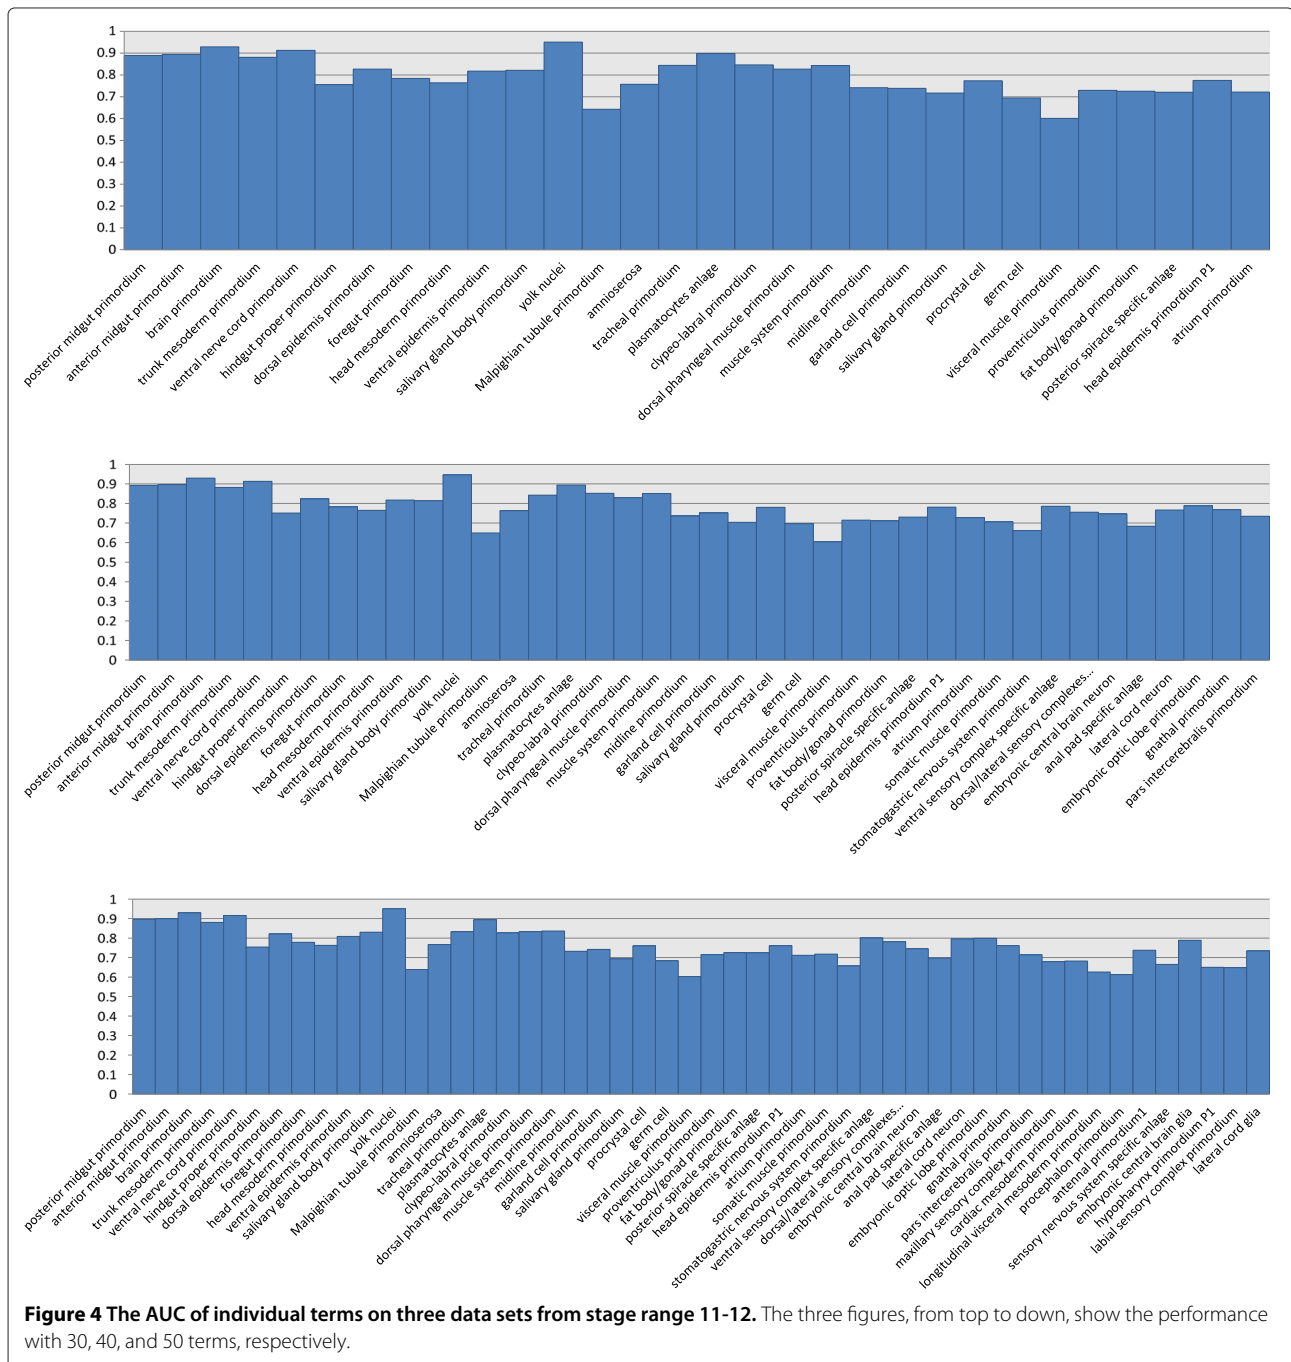 1
0.9
0.8
0.7
0.6
0.5
0.4
0.3
0.2
0.1
0
posterior midgut primordium
anterior midgut primordium
brain primordium
trunk mesoderm primordium
ventral nerve cord primordium
hindgut proper primordium
dorsal epidermis primordium
foregut primordium
head mesoderm primordium
ventral epidermis primordium
salivary gland body primordium
yolk nuclei
Malpighian tubule primordium
amnioserosa
tracheal primordium
plasmatocytes anlage
clypeo-labral primordium
dorsal pharyngeal muscle primordium
muscle system primordium
midline primordium
garland cell primordium
salivary gland primordium
procrystal cell
germ cell
visceral muscle primordium
proventriculus primordium
fat body/gonad primordium
posterior spiracle specific anlage
head epidermis primordium P1
atrium primordium
1
0.9
0.8
0.7
0.6
0.5
0.4
0.3
0.2
0.1
0
posterior midgut primordium
anterior midgut primordium
brain primordium
trunk mesoderm primordium
ventral nerve cord primordium
hindgut proper primordium
dorsal epidermis primordium
foregut primordium
head mesoderm primordium
ventral epidermis primordium
salivary gland body primordium
yolk nuclei
Malpighian tubule primordium
amnioserosa
tracheal primordium
plasmatocytes anlage
clypeo-labral primordium
dorsal pharyngeal muscle primordium
muscle system primordium
midline primordium
garland cell primordium
salivary gland primordium
procrystal cell
germ cell
visceral muscle primordium
proventriculus primordium
fat body/gonad primordium
posterior spiracle specific anlage
head epidermis primordium P1
atrium primordium
somatic muscle primordium
stomatogastric nervous system primordium
ventral sensory complex specific anlage
dorsal/lateral sensory complexes...
embryonic central brain neuron
anal pad specific anlage
lateral cord neuron
embryonic optic lobe primordium
gnathal primordium
pars intercerebralis primordium
1
0.9
0.8
0.7
0.6
0.5
0.4
0.3
0.2
0.1
0
posterior midgut primordium
anterior midgut primordium
brain primordium
trunk mesoderm primordium
ventral nerve cord primordium
hindgut proper primordium
dorsal epidermis primordium
foregut primordium
head mesoderm primordium
ventral epidermis primordium
salivary gland body primordium
yolk nuclei
Malpighian tubule primordium
amnioserosa
tracheal primordium
plasmatocytes anlage
clypeo-labral primordium
dorsal pharyngeal muscle primordium
muscle system primordium
midline primordium
garland cell primordium
salivary gland primordium
procrystal cell
germ cell
visceral muscle primordium
proventriculus primordium
fat body/gonad primordium
posterior spiracle specific anlage
head epidermis primordium P1
atrium primordium
somatic muscle primordium
stomatogastric nervous system primordium
ventral sensory complex specific anlage
dorsal/lateral sensory complexes...
embryonic central brain neuron
anal pad specific anlage
lateral cord neuron
embryonic optic lobe primordium
gnathal primordium
pars intercerebralis primordium
maxillary sensory complex primordium
cardiac mesoderm primordium
longitudinal visceral mesoderm primordium
procephalon primordium
antennal primordium1
sensory nervous system specific anlage
embryonic central brain glia
hypopharynx primordium P1
labial sensory complex primordium
lateral cord glia
Figure 4 The AUC of individual terms on three data sets from stage range 11-12. The three figures, from top to down, show the performance
with 30, 40, and 50 terms, respectively.